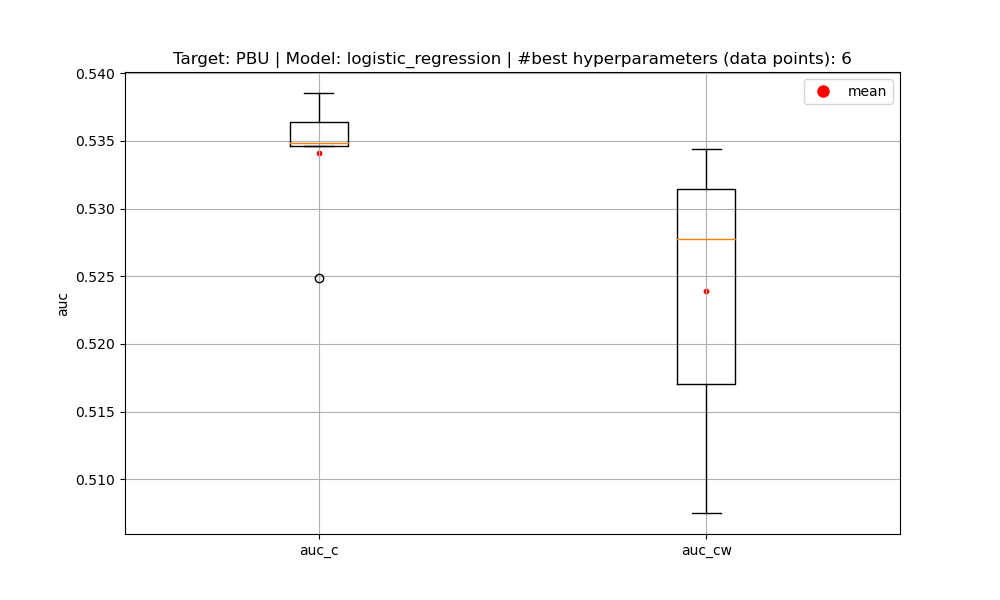 Target: PBU | Model: logistic_regression | #best hyperparameters (data points): 6
mean
0.540
0.535
0.530
0.525
0.520
0.515
0.510
auc
auc_c
auc_cw